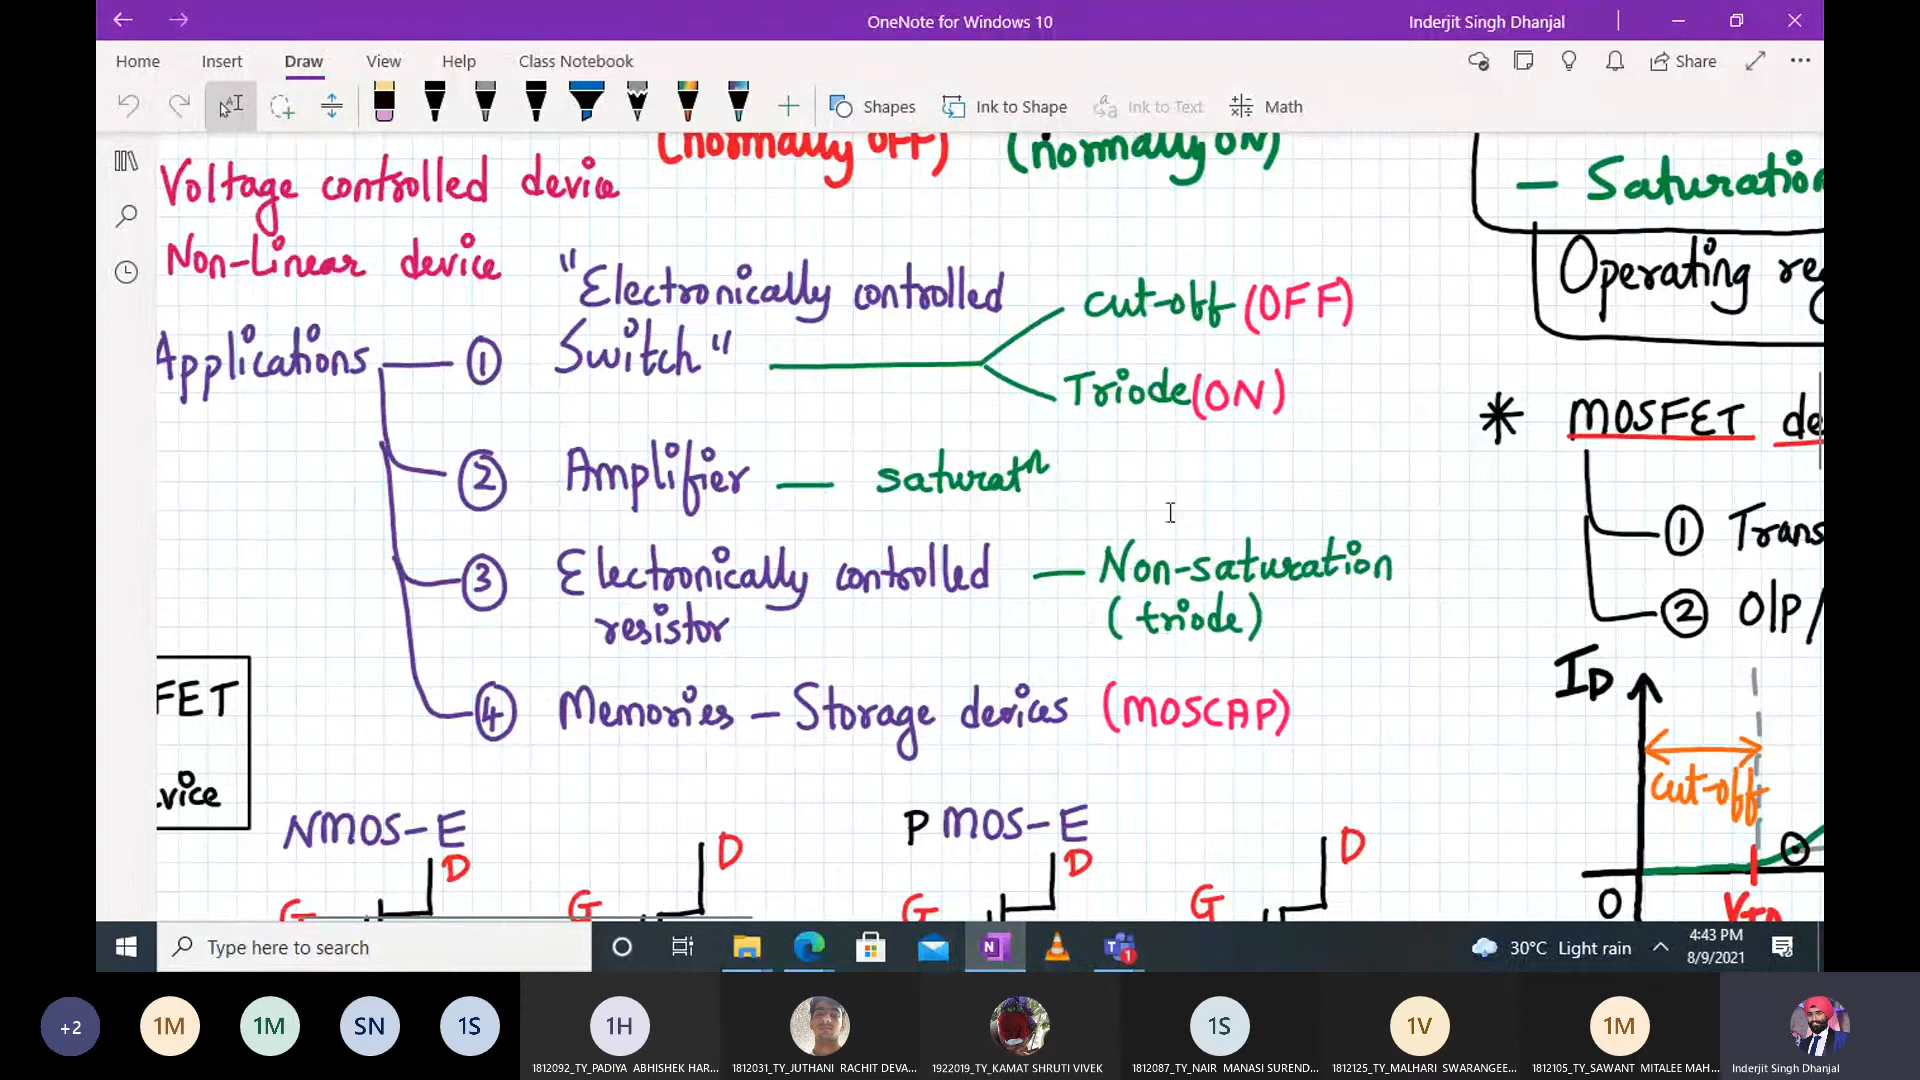 OneNote for Windows 10
Inderjit Singh Dhanjal
Home Insert Draw View Help Class Notebook
Share
Shapes Ink to Shape Ink to Text Math
(normally OFF) (normally ON)
Voltage controlled device
Non-Linear device
Applications
① "Electronically controlled
Switch"
cut-off (OFF)
Triode (ON)
② Amplifier — saturatⁿ
③ Electronically controlled — Non-saturation
resistor (triode)
④ Memories - Storage devices (MOSCAP)
FET
vice
NMOS-E
PMOS-E
D D D D
G G G G
— Saturation
Operating reg
* MOSFET de
① Trans
② O/P/
ID
cut-off
0
Type here to search
30°C Light rain
4:43 PM
8/9/2021
+2 1M 1M SN 1S 1H 1S 1V 1M
1812092_TY_PADIYA ABHISHEK HAR...
1812031_TY_JUTHANI RACHIT DEVA...
1922019_TY_KAMAT SHRUTI VIVEK
1812087_TY_NAIR MANASI SUREND...
1812125_TY_MALHARI SWARANGEE...
1812105_TY_SAWANT MITALEE MAH...
Inderjit Singh Dhanjal